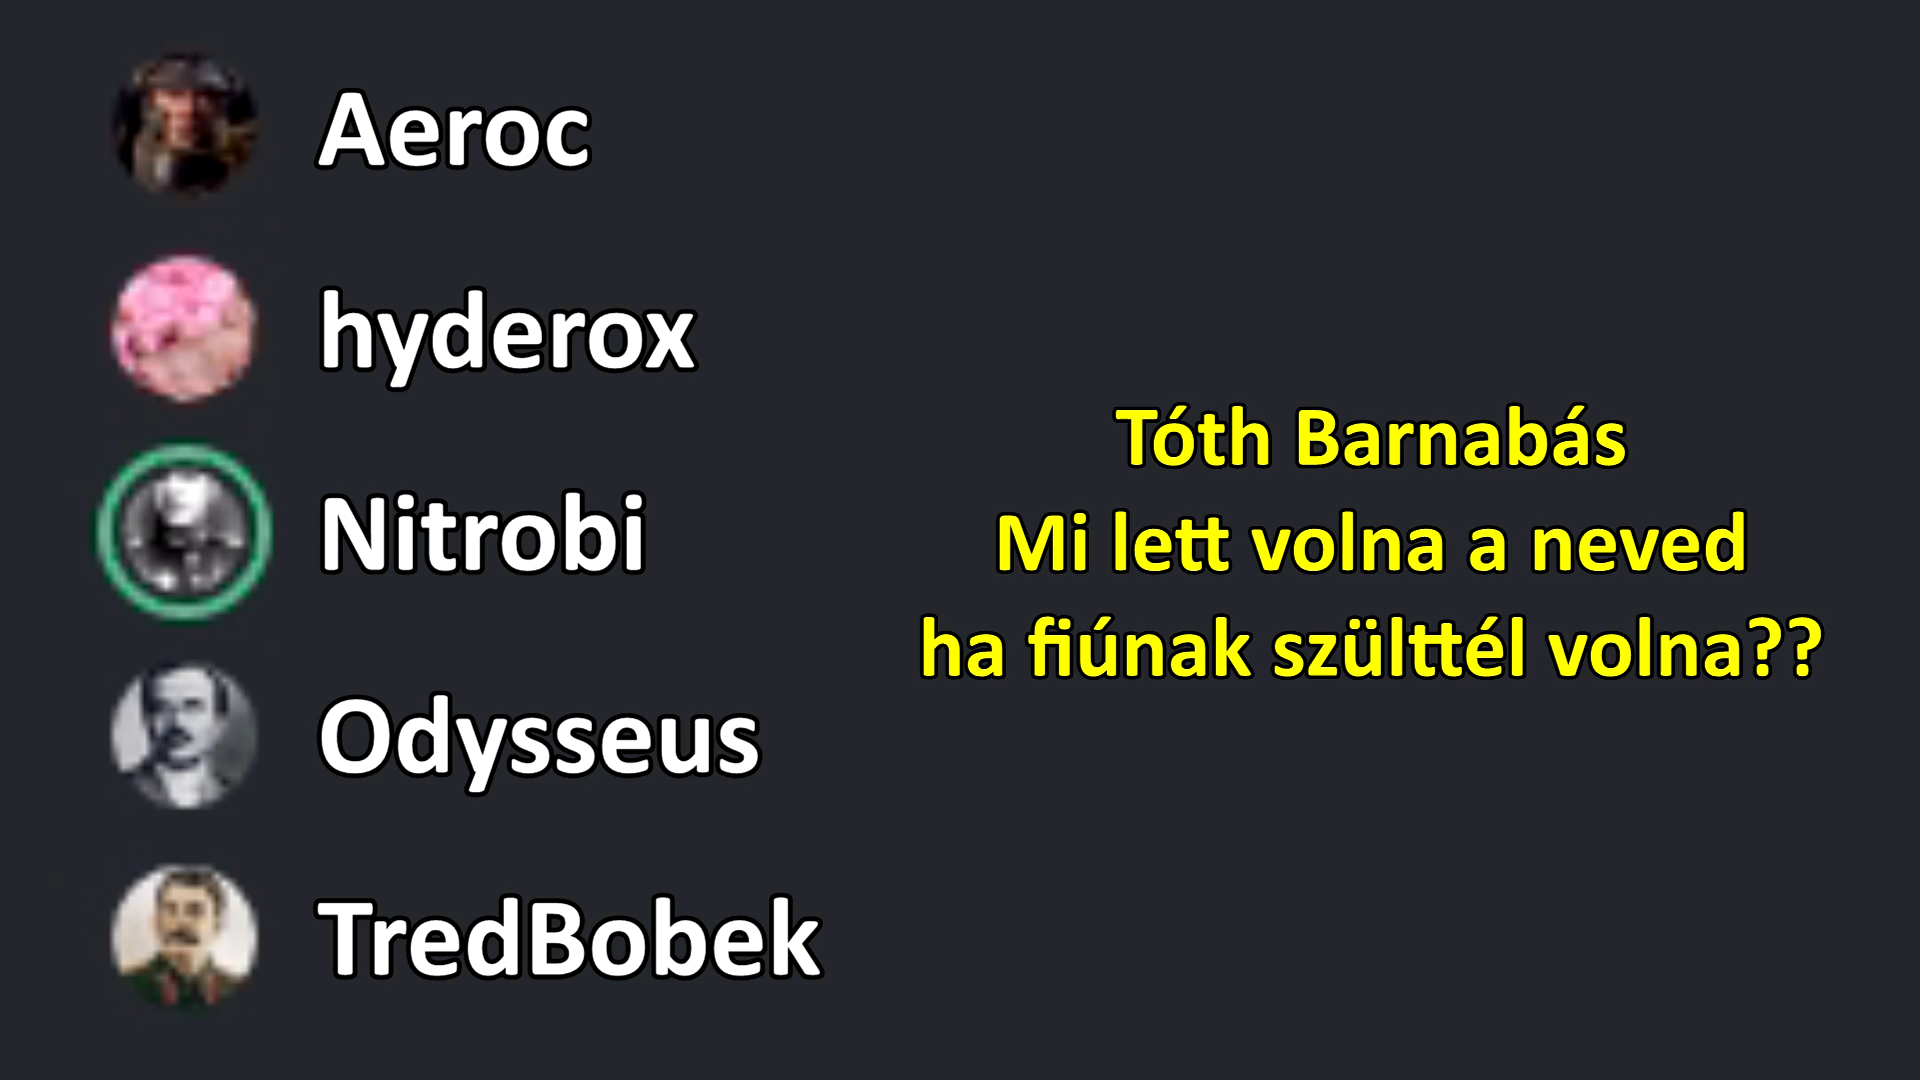 Aeroc
hyderox
Nitrobi
Odysseus
TredBobek
Tóth Barnabás
Mi lett volna a neved
ha fiúnak szülttél volna??